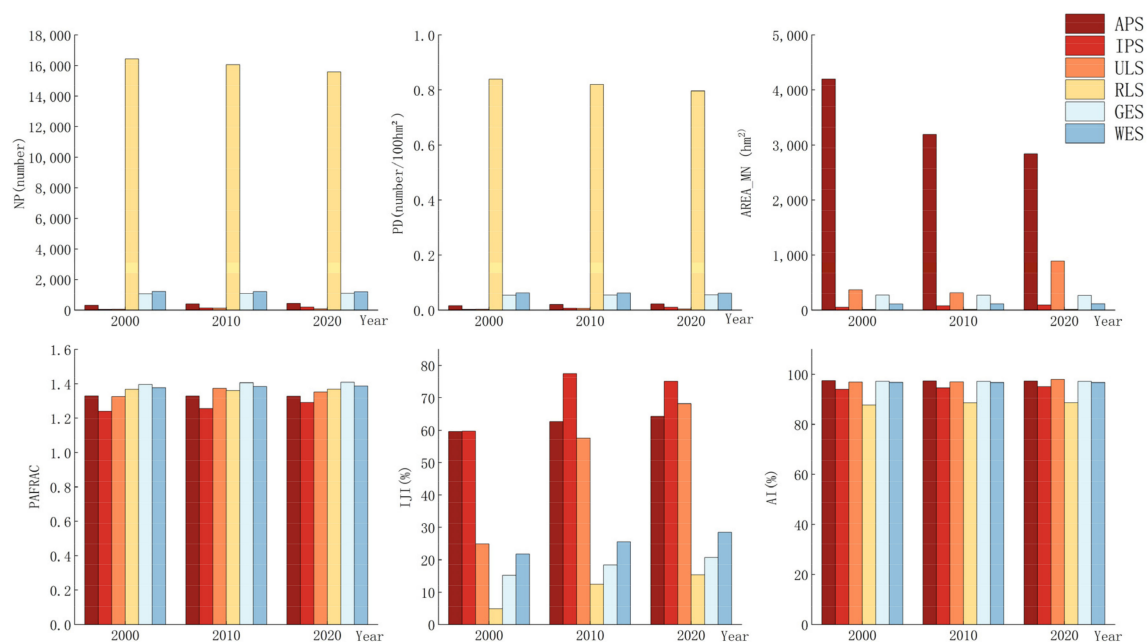 NP(number)
18,000
16,000
14,000
12,000
10,000
8,000
6,000
4,000
2,000
0
2000 2010 2020 Year
PD(number/100hm²)
1.0
0.8
0.6
0.4
0.2
0.0
2000 2010 2020 Year
AREA_MN (hm²)
5,000
4,000
3,000
2,000
1,000
0
2000 2010 2020 Year
APS
IPS
ULS
RLS
GES
WES
PAFRAC
1.6
1.4
1.2
1.0
0.8
0.6
0.4
0.2
0.0
2000 2010 2020 Year
IJI(%)
80
70
60
50
40
30
20
10
0
2000 2010 2020 Year
AI(%)
100
80
60
40
20
0
2000 2010 2020 Year